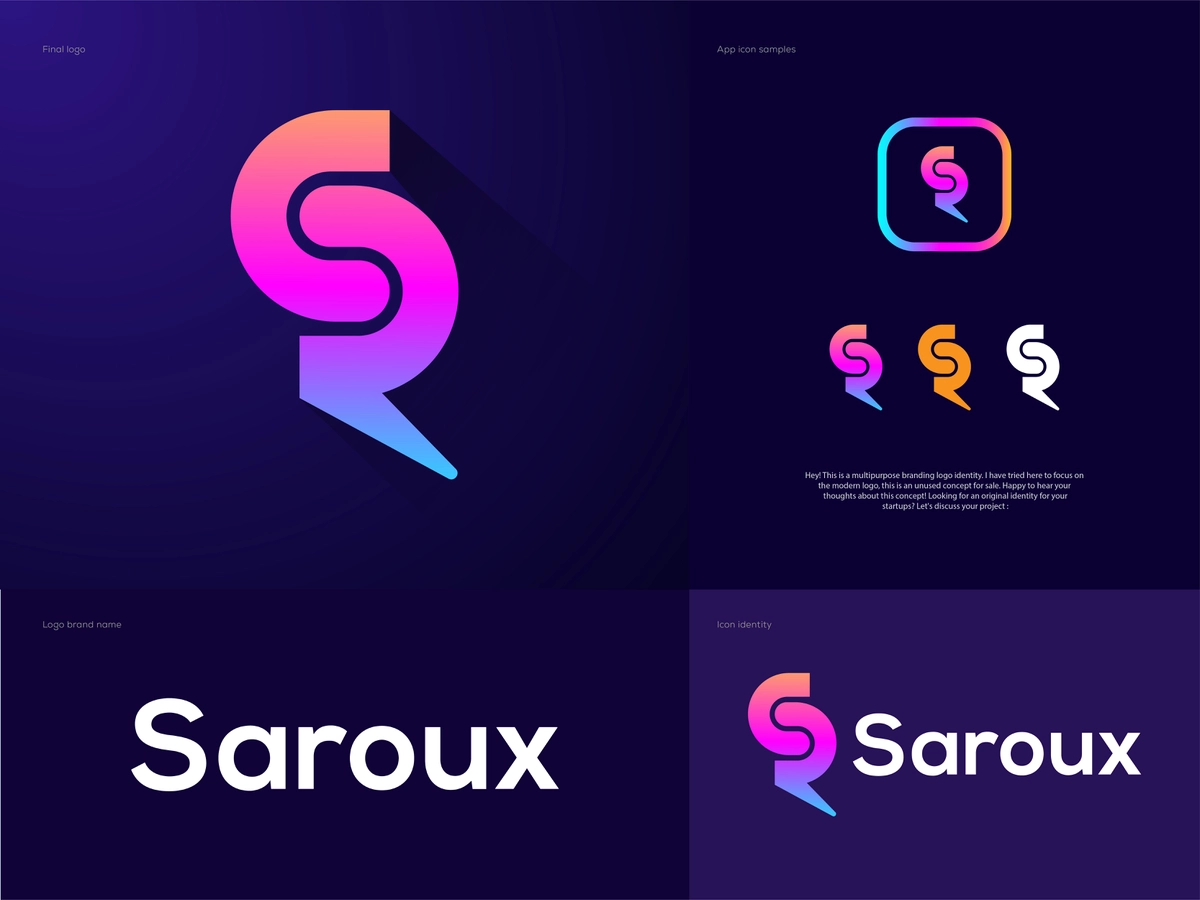 Final logo
App icon samples
Hey! This is a multipurpose branding logo identity. I have tried here to focus on
the modern logo, this is an unused concept for sale. Happy to hear your
thoughts about this concept! Looking for an original identity for your
startups? Let's discuss your project :
Logo brand name
Saroux
Icon identity
Saroux